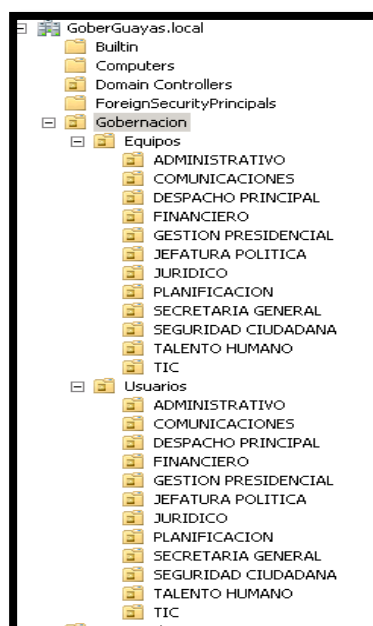 GoberGuayas.local
Builtin
Computers
Domain Controllers
ForeignSecurityPrincipals
Gobernacion
Equipos
ADMINISTRATIVO
COMUNICACIONES
DESPACHO PRINCIPAL
FINANCIERO
GESTION PRESIDENCIAL
JEFATURA POLITICA
JURIDICO
PLANIFICACION
SECRETARIA GENERAL
SEGURIDAD CIUDADANA
TALENTO HUMANO
TIC
Usuarios
ADMINISTRATIVO
COMUNICACIONES
DESPACHO PRINCIPAL
FINANCIERO
GESTION PRESIDENCIAL
JEFATURA POLITICA
JURIDICO
PLANIFICACION
SECRETARIA GENERAL
SEGURIDAD CIUDADANA
TALENTO HUMANO
TIC